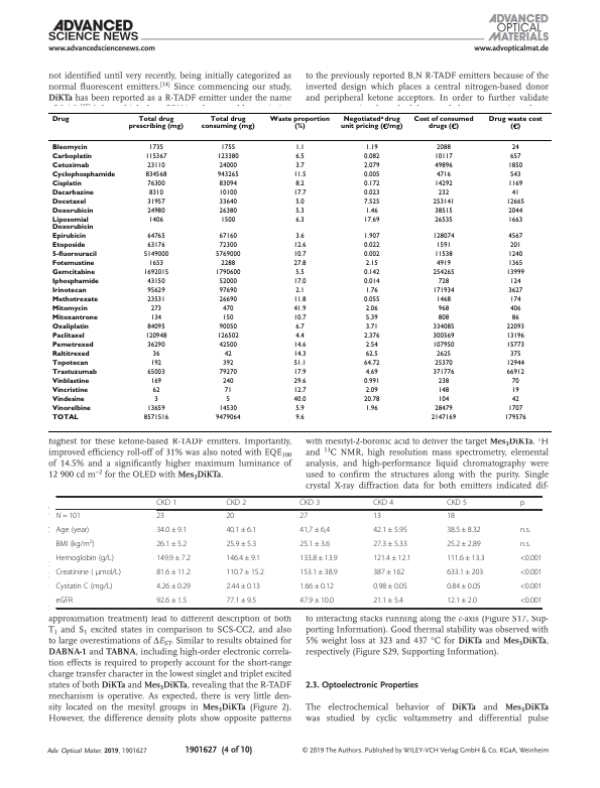 ADVANCED
SCIENCE NEWS
www.advancedsciencenews.com
ADVANCED
OPTICAL
MATERIALS
www.advopticalmat.de
not identified until very recently, being initially categorized as
normal fluorescent emitters.[14] Since commencing our study,
DiKTa has been reported as a R-TADF emitter under the name
to the previously reported B,N R-TADF emitters because of the
inverted design which places a central nitrogen-based donor
and peripheral ketone acceptors. In order to further validate
Drug Total drug prescribing (mg) Total drug consuming (mg) Waste proportion (%) Negotiated* drug unit pricing (€/mg) Cost of consumed drugs (€) Drug waste cost (€)
Bleomycin 1735 1755 1.1 1.19 2088 24
Carboplatin 115367 123380 6.5 0.082 10117 657
Cetuximab 23110 24000 3.7 2.079 49896 1850
Cyclophosphamide 834568 943265 11.5 0.005 4716 543
Cisplatin 76300 83094 8.2 0.172 14292 1169
Dacarbazine 8310 10100 17.7 0.023 232 41
Docetaxel 31957 33640 5.0 7.525 253141 12665
Doxorubicin 24980 26380 5.3 1.46 38515 2044
Liposomial Doxorubicin 1406 1500 6.3 17.69 26535 1663
Epirubicin 64765 67160 3.6 1.907 128074 4567
Etoposide 63176 72300 12.6 0.022 1591 201
5-fluorouracil 5149000 5769000 10.7 0.002 11538 1240
Fotemustine 1653 2288 27.8 2.15 4919 1365
Gemcitabine 1692015 1790600 5.5 0.142 254265 13999
Iphosphamide 43150 52000 17.0 0.014 728 124
Irinotecan 95629 97690 2.1 1.76 171934 3627
Methotrexate 23531 26690 11.8 0.055 1468 174
Mitomycin 273 470 41.9 2.06 968 406
Mitoxantrone 134 150 10.7 5.39 808 86
Oxaliplatin 84095 90050 6.7 3.71 334085 22093
Paclitaxel 120948 126502 4.4 2.376 300569 13196
Pemetrexed 36290 42500 14.6 2.54 107950 15773
Raltitrexed 36 42 14.3 62.5 2625 375
Topotecan 192 392 51.1 64.72 25370 12944
Trastuzumab 65003 79270 17.9 4.69 371776 66912
Vinblastine 169 240 29.6 0.991 238 70
Vincristine 62 71 12.7 2.09 148 19
Vindesine 3 5 40.0 20.78 104 42
Vinorelbine 13659 14530 5.9 1.96 28479 1707
TOTAL 8571516 9479064 9.6 2147169 179576
highest for these ketone-based R-TADF emitters. Importantly,
improved efficiency roll-off of 31% was also noted with EQE100
of 14.5% and a significantly higher maximum luminance of
12 900 cd m−2 for the OLED with Mes3DiKTa.
with mesityl-2-boronic acid to deliver the target Mes3DiKTa. 1H
and 13C NMR, high resolution mass spectrometry, elemental
analysis, and high-performance liquid chromatography were
used to confirm the structures along with the purity. Single
crystal X-ray diffraction data for both emitters indicated dif-
CKD 1 CKD 2 CKD 3 CKD 4 CKD 5 p
N = 101 23 20 27 13 18
Age (year) 34.0 ± 9.1 40.1 ± 6.1 41,7 ± 6,4 42.1 ± 5.95 38.5 ± 8.32 n.s.
BMI (kg/m2) 26.1 ± 5.2 25.9 ± 5.3 25.1 ± 3.6 27.3 ± 5.33 25.2 ± 2.89 n.s.
Hemoglobin (g/L) 149.9 ± 7.2 146.4 ± 9.1 133.8 ± 13.9 121.4 ± 12.1 111.6 ± 13.3 <0.001
Creatinine ( μmol/L) 81.6 ± 11.2 110.7 ± 15.2 153.1 ± 38.9 387 ± 162 633.1 ± 203 <0.001
Cystatin C (mg/L) 4.26 ± 0.29 2.44 ± 0.13 1.66 ± 0.12 0.98 ± 0.05 0.84 ± 0.05 <0.001
eGFR 92.6 ± 1.5 77.1 ± 9.5 47.9 ± 10.0 21.1 ± 5.4 12.1 ± 2.0 <0.001
approximation treatment) lead to different description of both
T1 and S1 excited states in comparison to SCS-CC2, and also
to large overestimations of ΔEST. Similar to results obtained for
DABNA-1 and TABNA, including high-order electronic correla-
tion effects is required to properly account for the short-range
charge transfer character in the lowest singlet and triplet excited
states of both DiKTa and Mes3DiKTa, revealing that the R-TADF
mechanism is operative. As expected, there is very little den-
sity located on the mesityl groups in Mes3DiKTa (Figure 2).
However, the difference density plots show opposite patterns
to interacting stacks running along the c-axis (Figure S17, Sup-
porting Information). Good thermal stability was observed with
5% weight loss at 323 and 437 °C for DiKTa and Mes3DiKTa,
respectively (Figure S29, Supporting Information).
2.3. Optoelectronic Properties
The electrochemical behavior of DiKTa and Mes3DiKTa
was studied by cyclic voltammetry and differential pulse
Adv. Optical Mater. 2019, 1901627
1901627 (4 of 10)
© 2019 The Authors. Published by WILEY-VCH Verlag GmbH & Co. KGaA, Weinheim